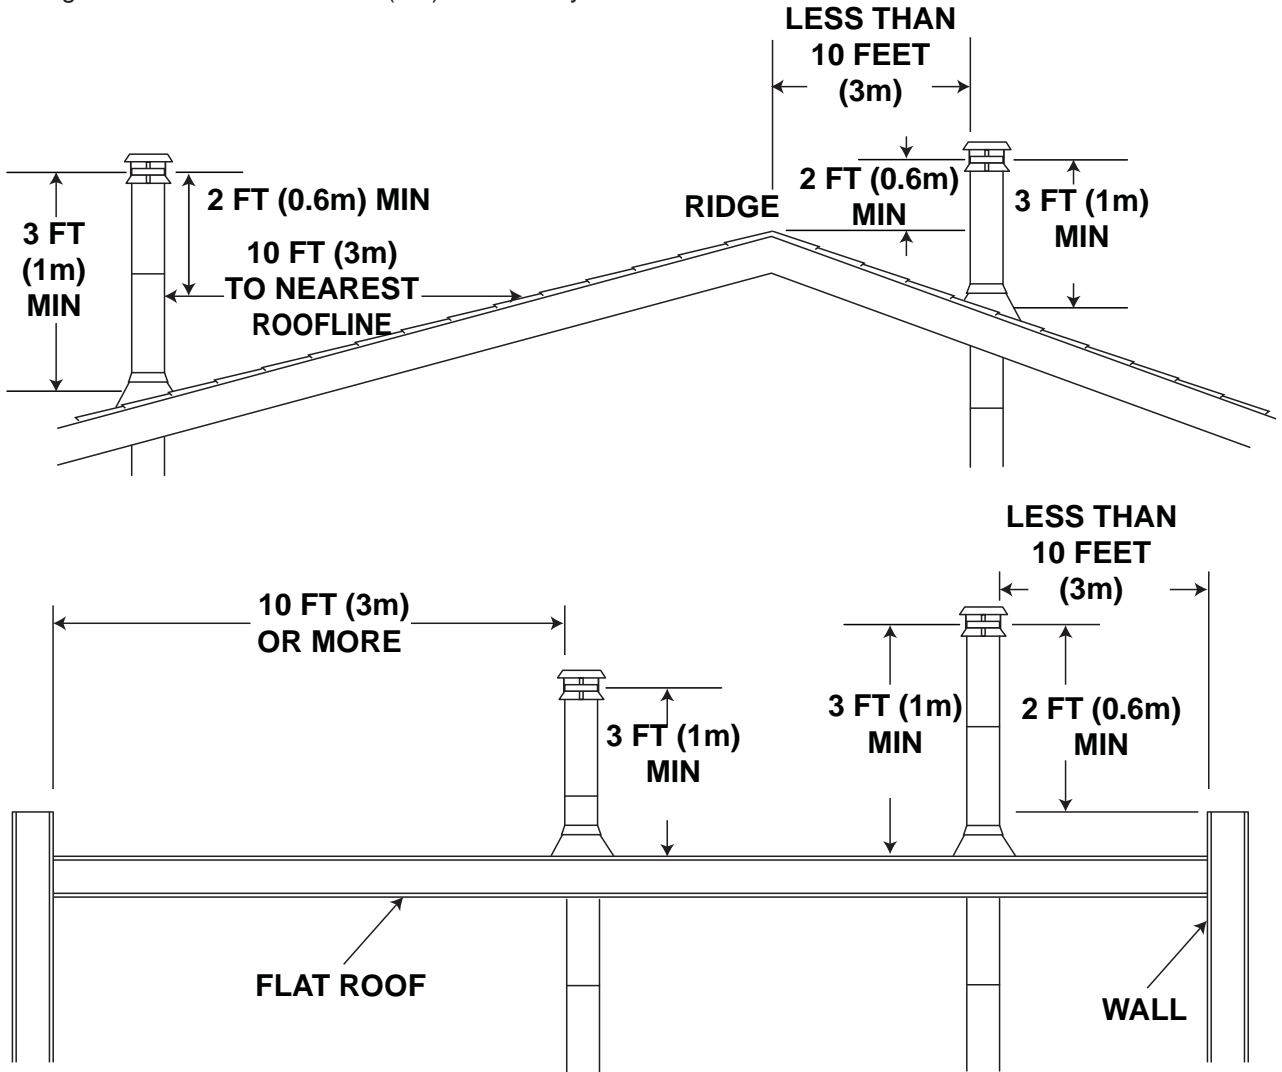 LESS THAN
10 FEET
(3m)
2 FT (0.6m) MIN
3 FT
(1m)
MIN
10 FT (3m)
TO NEAREST
ROOFLINE
RIDGE
2 FT (0.6m)
MIN
3 FT (1m)
MIN
LESS THAN
10 FEET
(3m)
10 FT (3m)
OR MORE
3 FT (1m)
MIN
3 FT (1m)
MIN
2 FT (0.6m)
MIN
FLAT ROOF
WALL